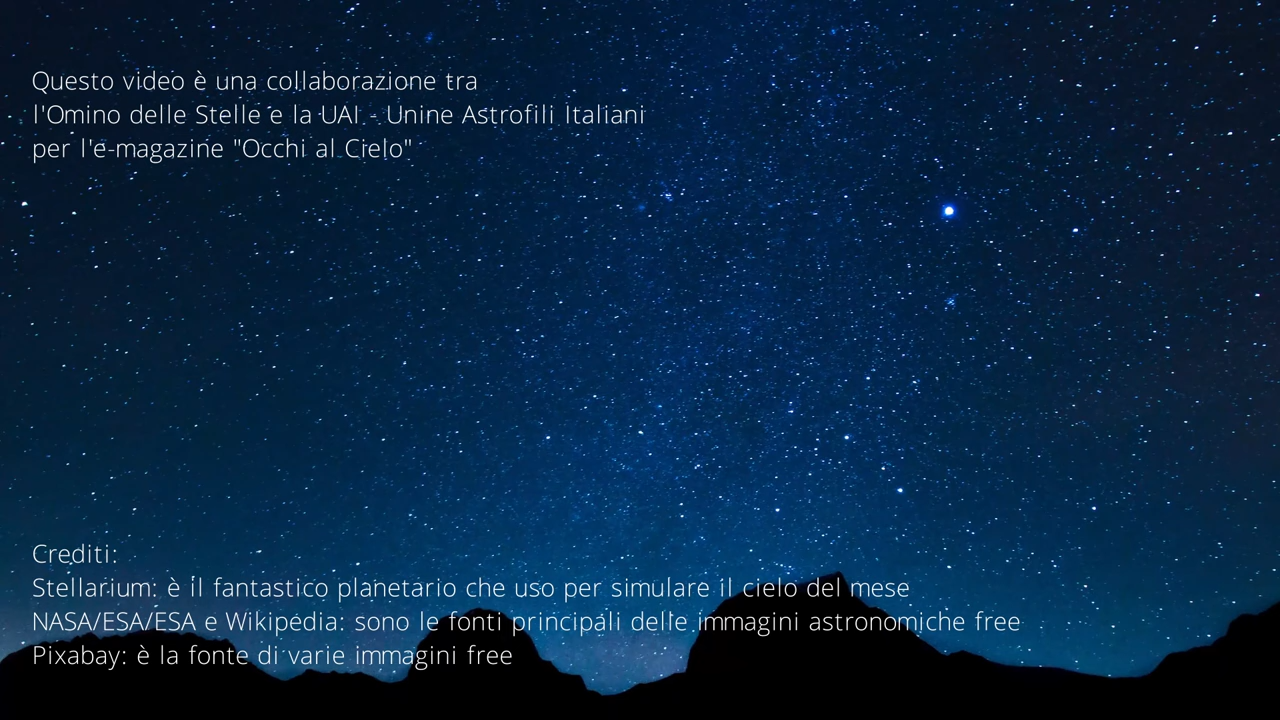 Questo video è una collaborazione tra
l'Omino delle Stelle e la UAI - Unine Astrofili Italiani
per l'e-magazine "Occhi al Cielo"
Crediti:
Stellarium: è il fantastico planetario che uso per simulare il cielo del mese
NASA/ESA/ESA e Wikipedia: sono le fonti principali delle immagini astronomiche free
Pixabay: è la fonte di varie immagini free